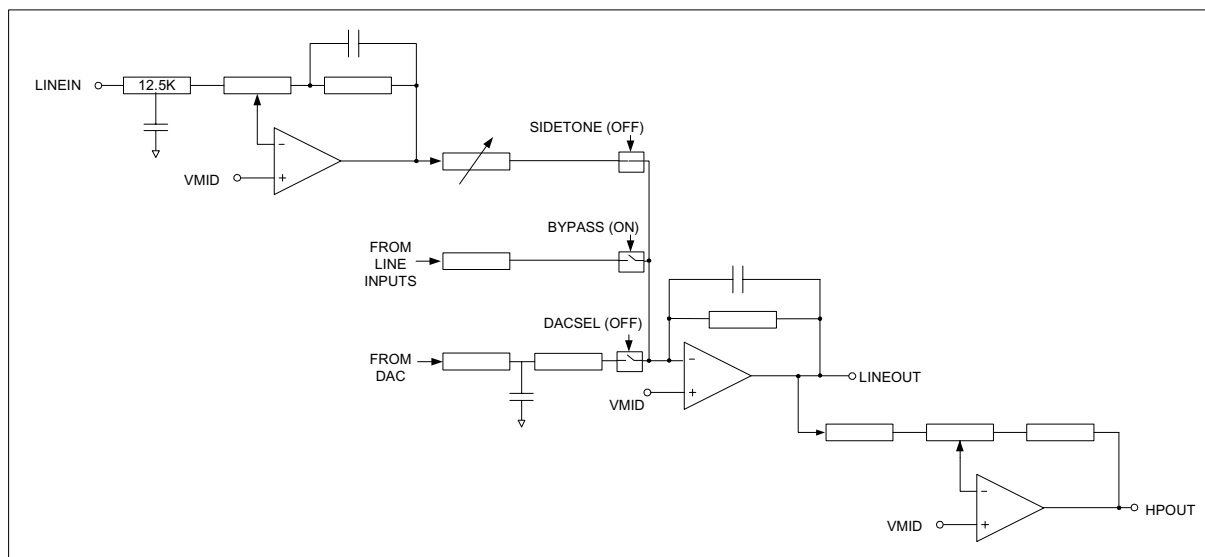 LINEIN
12.5K
−
+
VMID
SIDETONE (OFF)
BYPASS (ON)
FROM
LINE
INPUTS
DACSEL (OFF)
FROM
DAC
−
+
VMID
LINEOUT
−
+
VMID
HPOUT